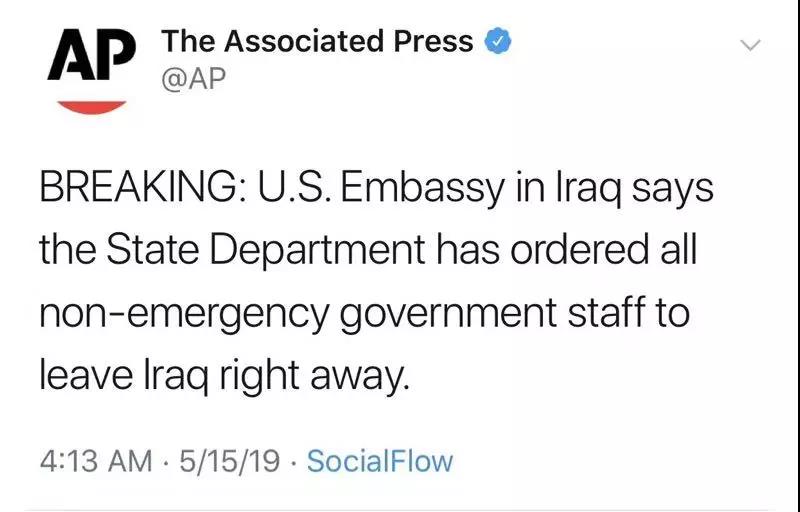 AP
The Associated Press
@AP
BREAKING: U.S. Embassy in Iraq says
the State Department has ordered all
non-emergency government staff to
leave Iraq right away.
4:13 AM · 5/15/19 · SocialFlow